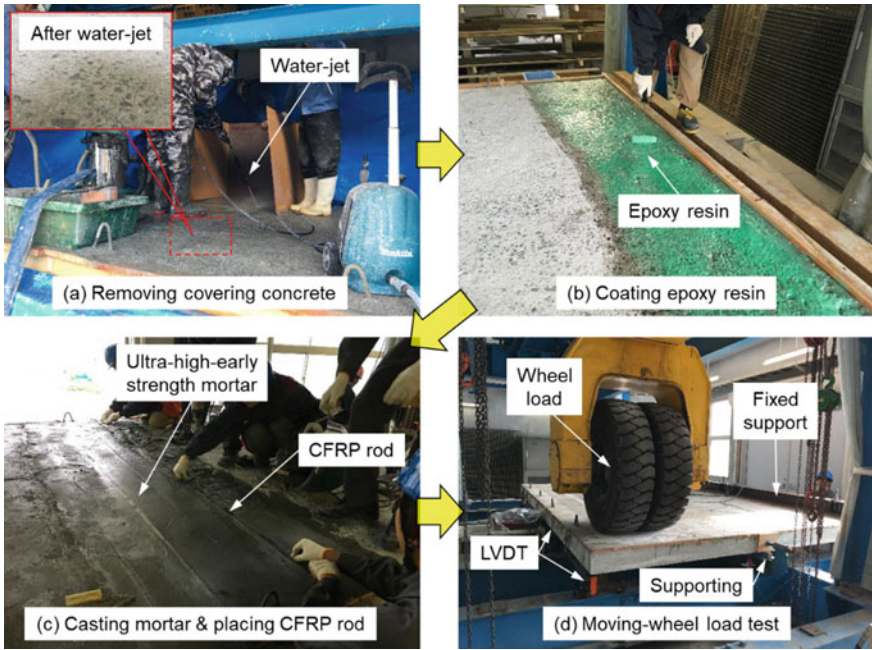 After water-jet
Water-jet
makita
(a) Removing covering concrete
Epoxy resin
(b) Coating epoxy resin
Ultra-high-early
strength mortar
CFRP rod
(c) Casting mortar & placing CFRP rod
Wheel
load
Fixed
support
LVDT
Supporting
(d) Moving-wheel load test